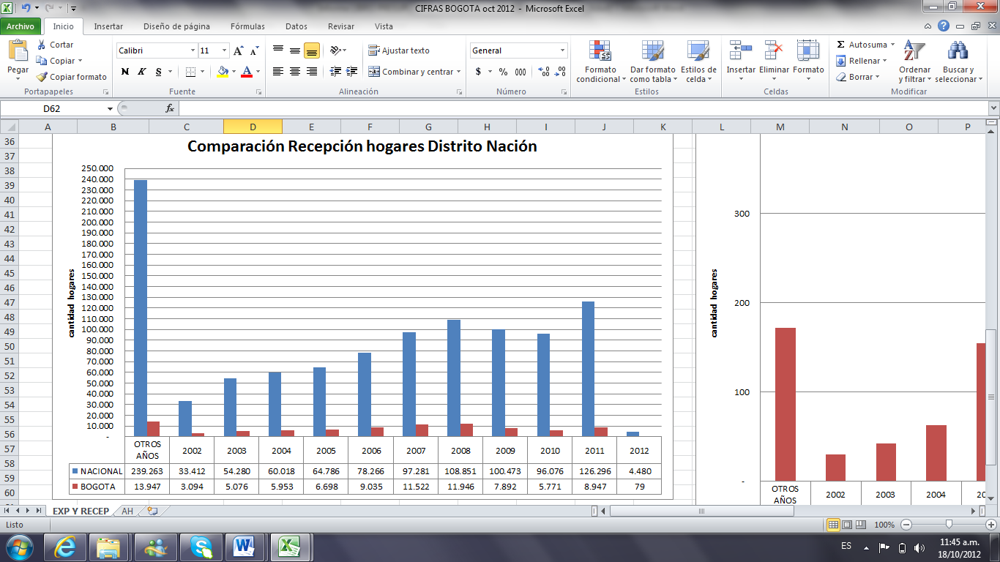 CIFRAS BOGOTA oct 2012 - Microsoft Excel
Archivo Inicio Insertar Diseño de página Fórmulas Datos Revisar Vista
Pegar
Cortar
Copiar
Copiar formato
Portapapeles
Calibri 11
N K S
Fuente
Ajustar texto
Combinar y centrar
Alineación
General
$ % 000
Número
Formato condicional
Dar formato como tabla
Estilos de celda
Estilos
Insertar Eliminar Formato
Celdas
Autosuma
Rellenar
Borrar
Ordenar y filtrar
Buscar y seleccionar
Modificar
D62 fx
A B C D E F G H I J K L M N O P
36
37
38
39
40
41
42
43
44
45
46
47
48
49
50
51
52
53
54
55
56
57
58
59
60
Comparación Recepción hogares Distrito Nación
cantidad hogares
250.000
240.000
230.000
220.000
210.000
200.000
190.000
180.000
170.000
160.000
150.000
140.000
130.000
120.000
110.000
100.000
90.000
80.000
70.000
60.000
50.000
40.000
30.000
20.000
10.000
-
OTROS AÑOS 2002 2003 2004 2005 2006 2007 2008 2009 2010 2011 2012
NACIONAL 239.263 33.412 54.280 60.018 64.786 78.266 97.281 108.851 100.473 96.076 126.296 4.480
BOGOTA 13.947 3.094 5.076 5.953 6.698 9.035 11.522 11.946 7.892 5.771 8.947 79
cantidad hogares
300
200
100
-
OTROS AÑOS 2002 2003 2004
EXP Y RECEP AH
Listo 100%
ES 11:45 a.m.
18/10/2012